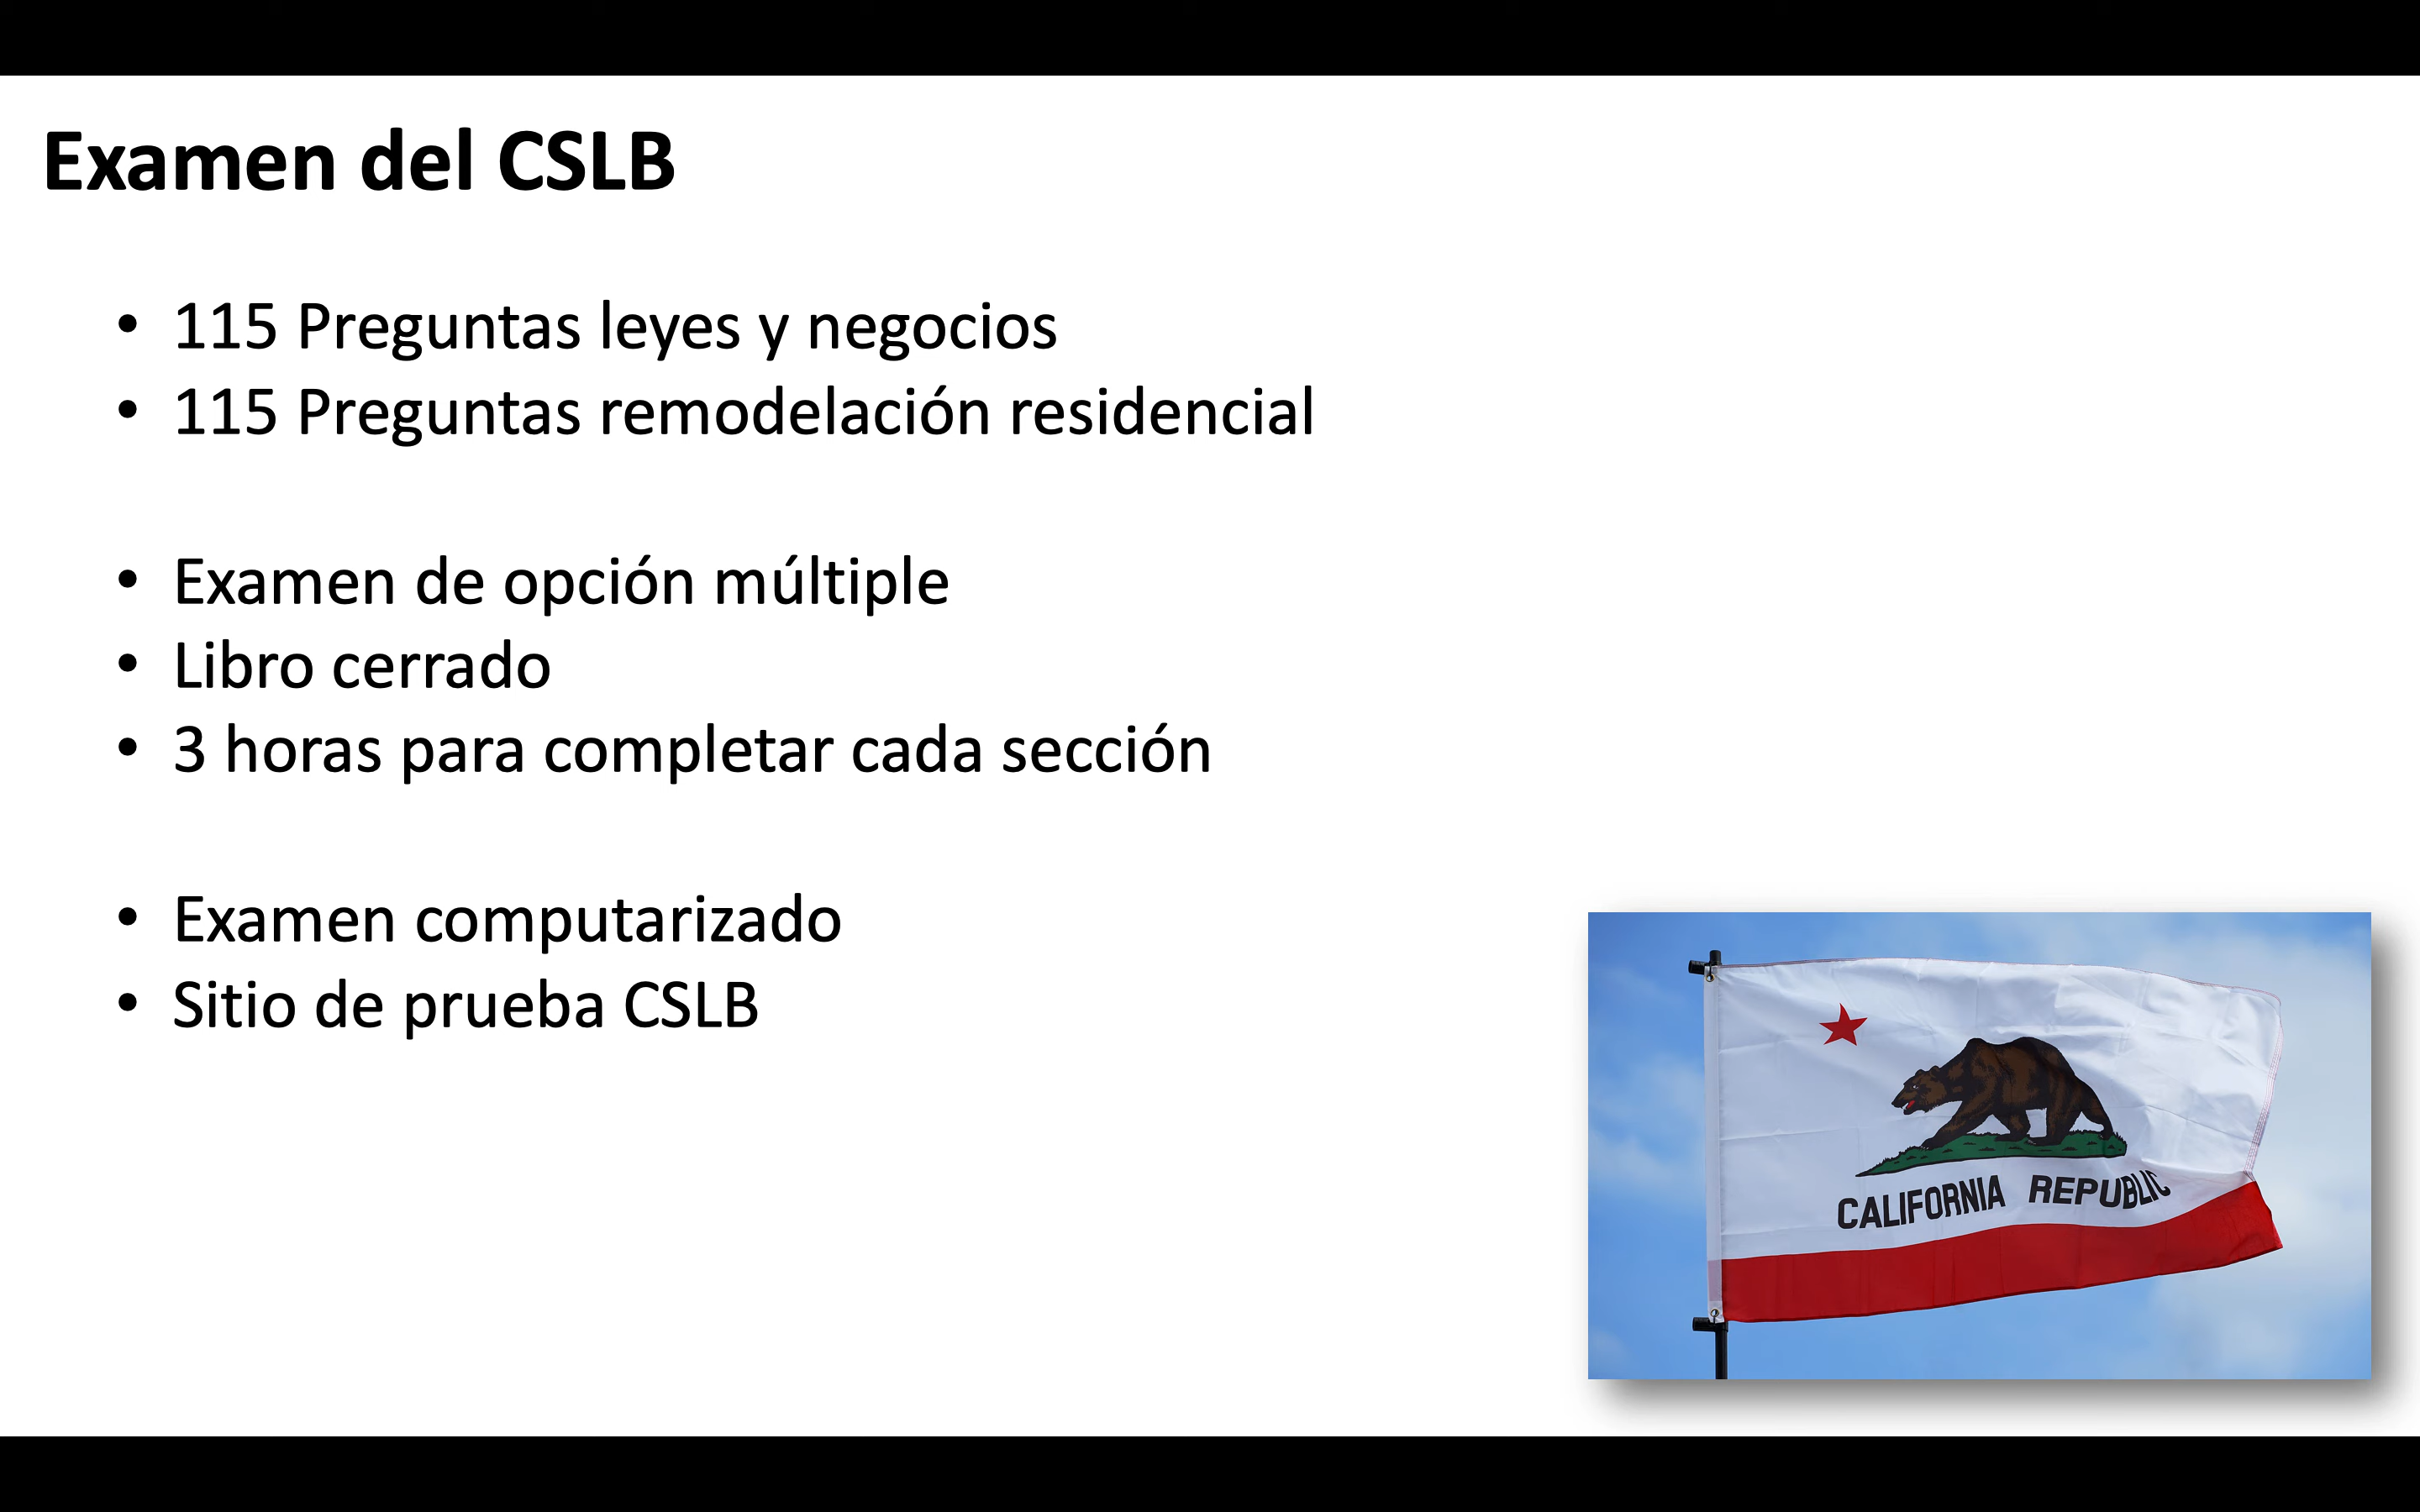 Examen del CSLB
• 115 Preguntas leyes y negocios
• 115 Preguntas remodelación residencial
• Examen de opción múltiple
• Libro cerrado
• 3 horas para completar cada sección
• Examen computarizado
• Sitio de prueba CSLB
CALIFORNIA REPUBLIC